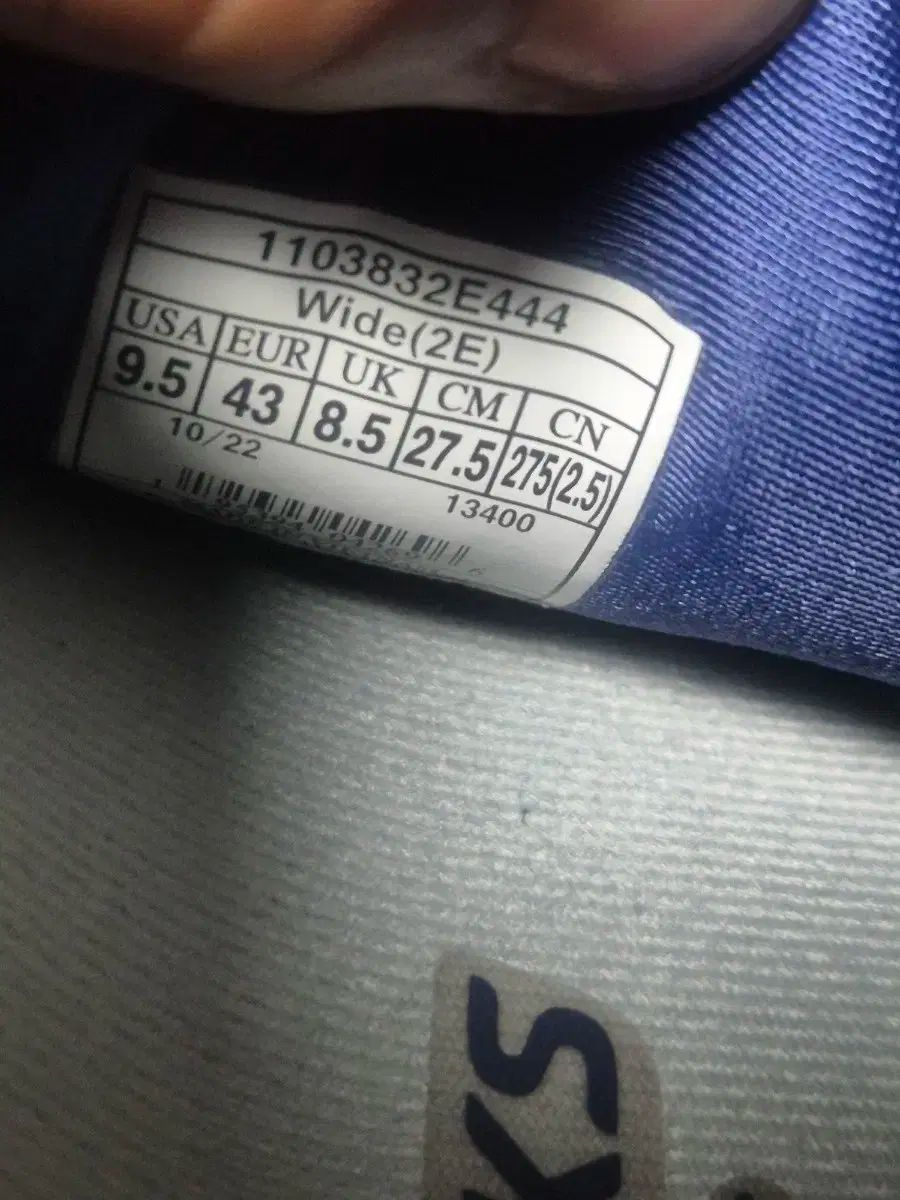 1103832E444
Wide(2E)
USA EUR UK CM CN
9.5 43 8.5 27.5 275(2.5)
10/22 13400
KS